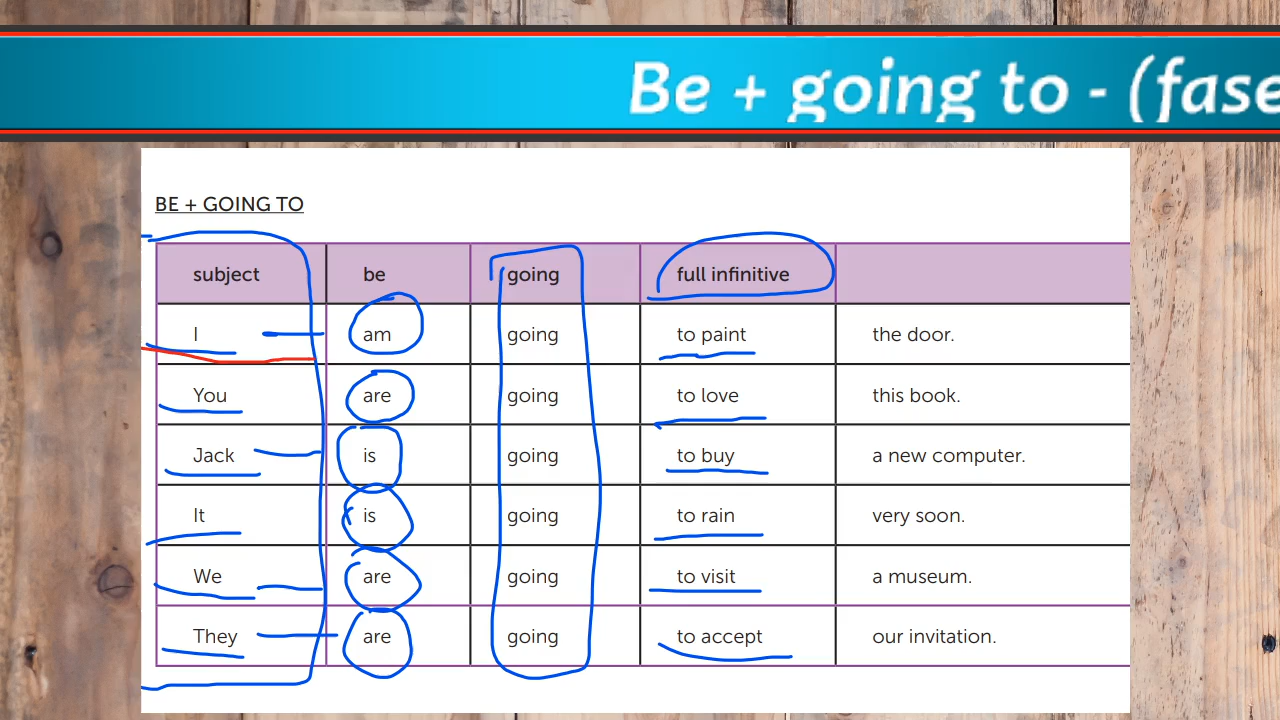 Be + going to - (fase
BE + GOING TO
subject be going full infinitive
I am going to paint the door.
You are going to love this book.
Jack is going to buy a new computer.
It is going to rain very soon.
We are going to visit a museum.
They are going to accept our invitation.